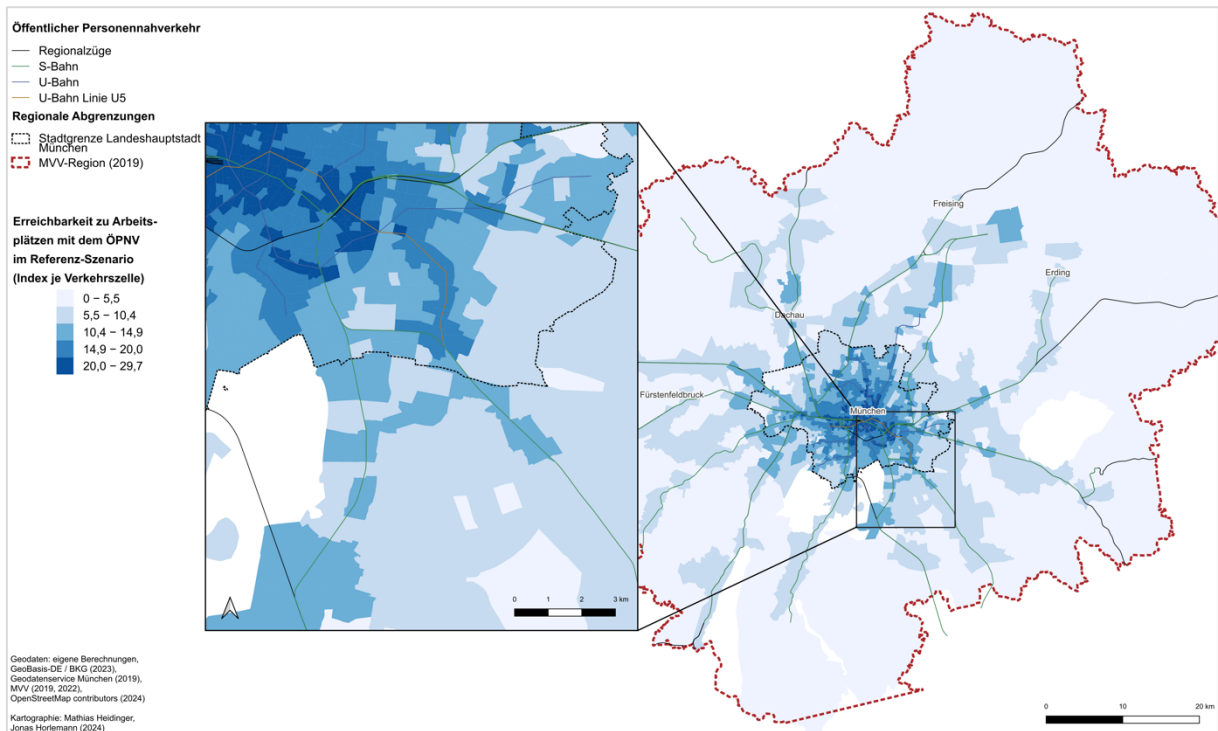 Öffentlicher Personennahverkehr
Regionalzüge
S-Bahn
U-Bahn
U-Bahn Linie U5
Regionale Abgrenzungen
Stadtgrenze Landeshauptstadt
München
MVV-Region (2019)
Erreichbarkeit zu Arbeits-
plätzen mit dem ÖPNV
im Referenz-Szenario
(Index je Verkehrszelle)
0 – 5,5
5,5 – 10,4
10,4 – 14,9
14,9 – 20,0
20,0 – 29,7
0 1 2 3 km
Freising
Erding
Dachau
Fürstenfeldbruck
München
Geodaten: eigene Berechnungen,
GeoBasis-DE / BKG (2023),
Geodatenservice München (2019),
MVV (2019, 2022),
OpenStreetMap contributors (2024)
Kartographie: Mathias Heidinger,
Jonas Horlemann (2024)
0 10 20 km